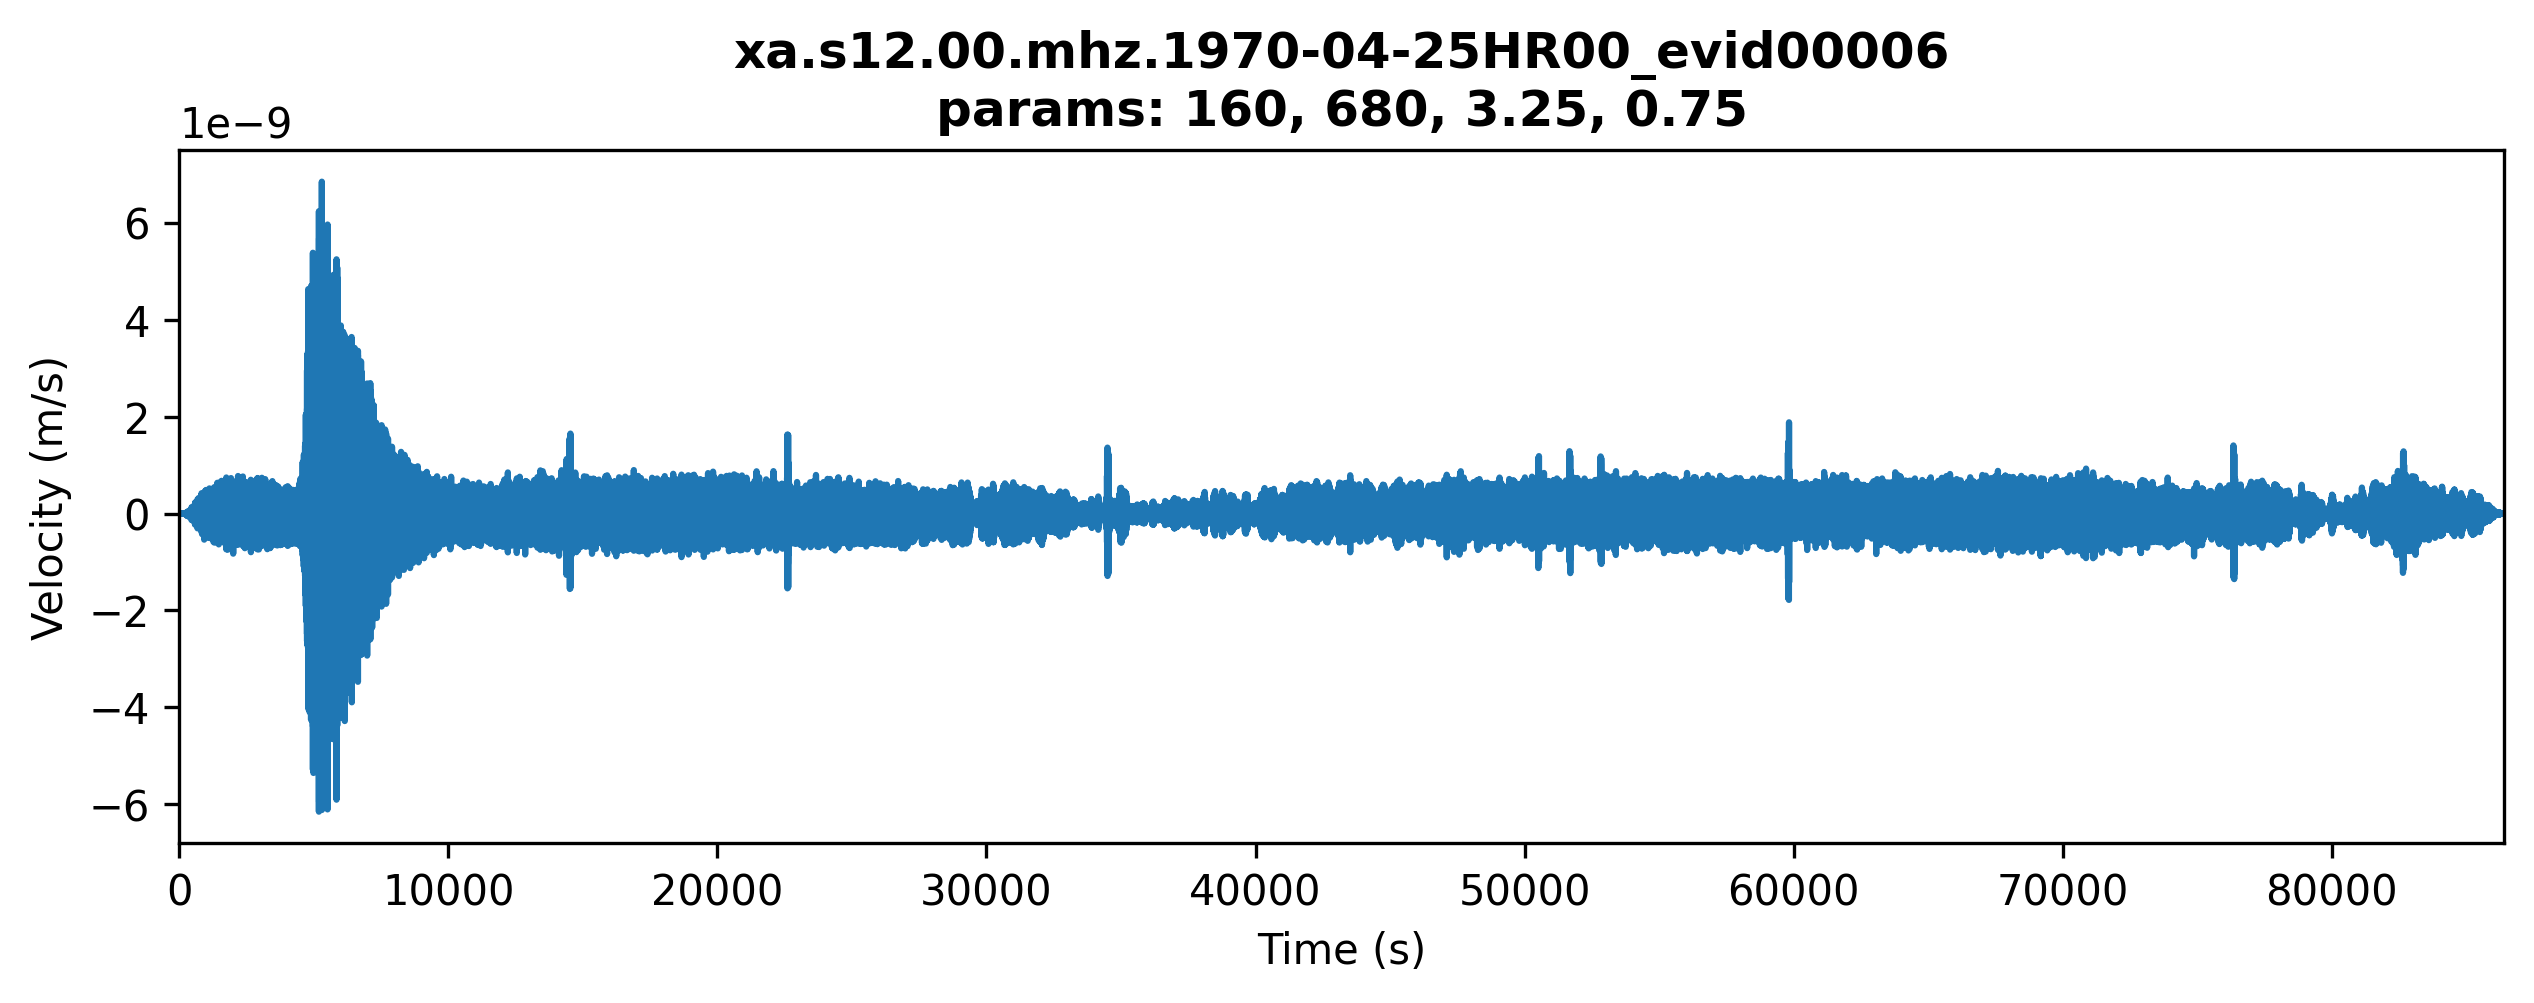 xa.s12.00.mhz.1970-04-25HR00_evid00006
params: 160, 680, 3.25, 0.75
1e−9
6
4
2
0
−2
−4
−6
Velocity (m/s)
0 10000 20000 30000 40000 50000 60000 70000 80000
Time (s)